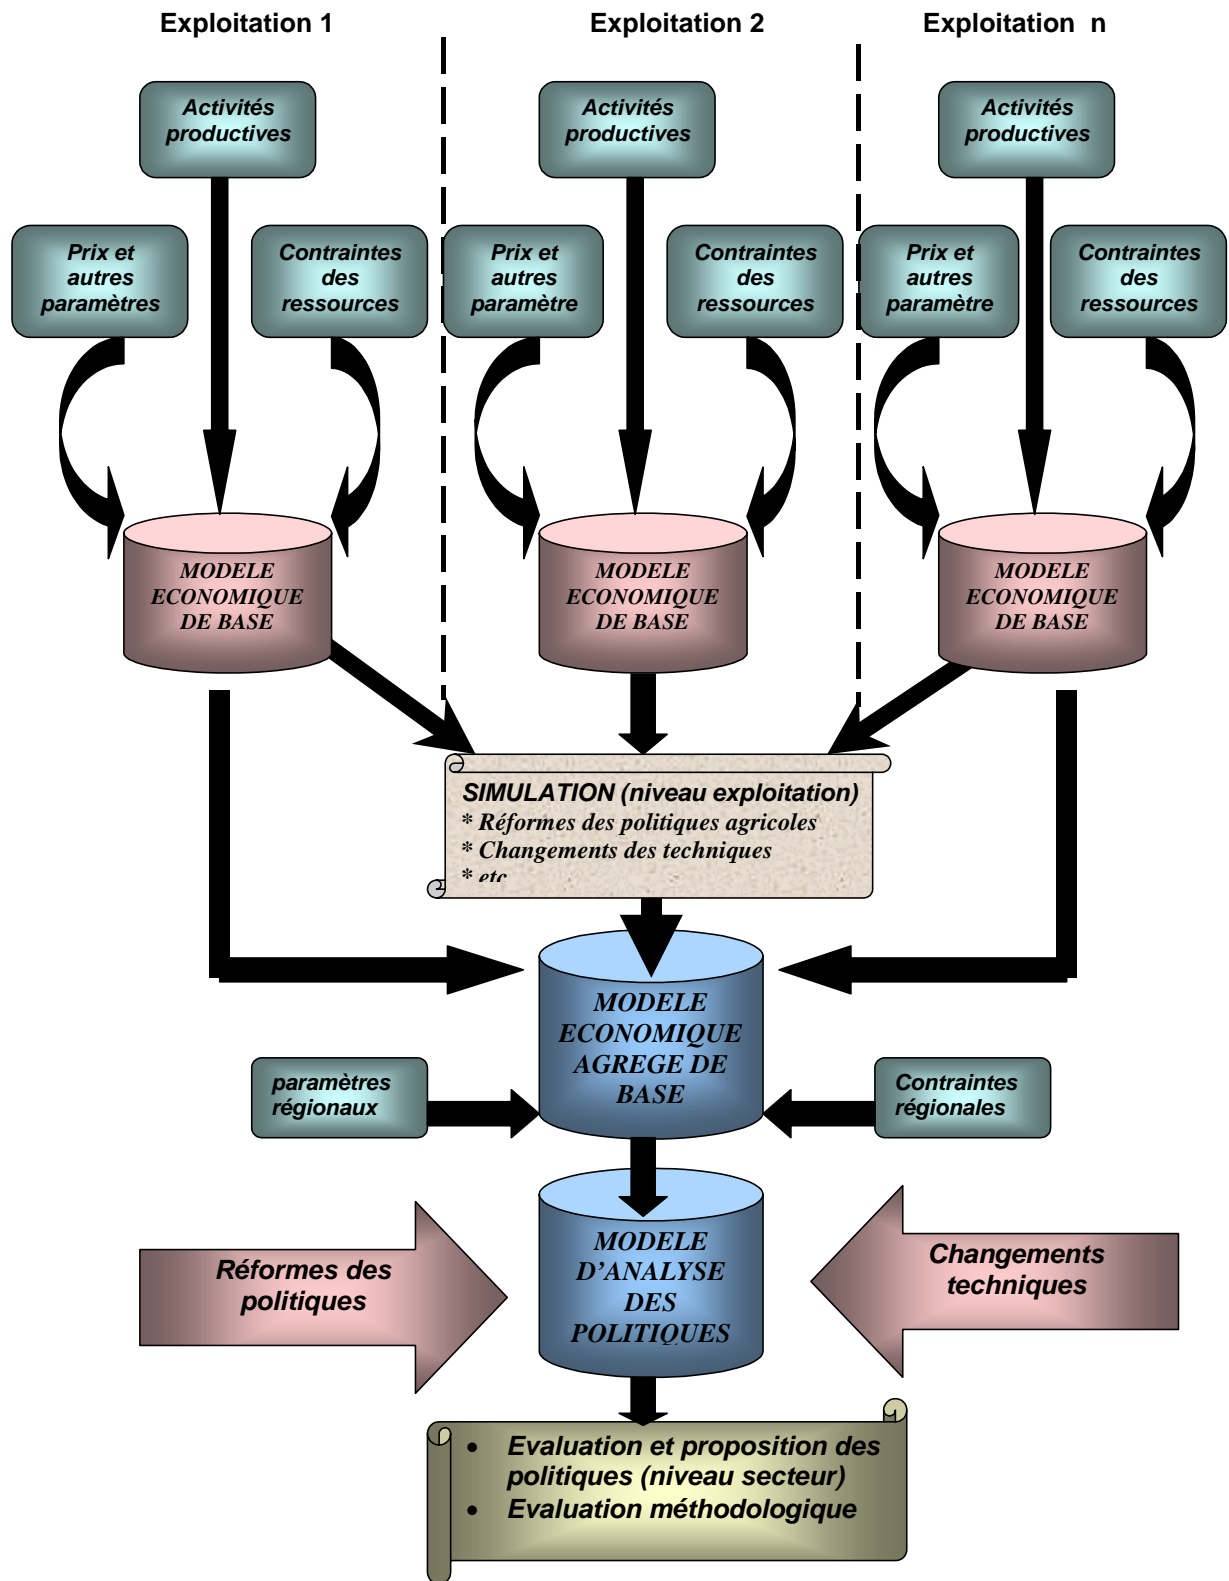 Exploitation 1
Exploitation 2
Exploitation n
Activités
productives
Activités
productives
Activités
productives
Prix et
autres
paramètres
Contraintes
des
ressources
Prix et
autres
paramètre
Contraintes
des
ressources
Prix et
autres
paramètre
Contraintes
des
ressources
MODELE
ECONOMIQUE
DE BASE
MODELE
ECONOMIQUE
DE BASE
MODELE
ECONOMIQUE
DE BASE
SIMULATION (niveau exploitation)
* Réformes des politiques agricoles
* Changements des techniques
* etc
MODELE
ECONOMIQUE
AGREGE DE
BASE
paramètres
régionaux
Contraintes
régionales
MODELE
D’ANALYSE
DES
POLITIQUES
Réformes des
politiques
Changements
techniques
• Evaluation et proposition des
politiques (niveau secteur)
• Evaluation méthodologique